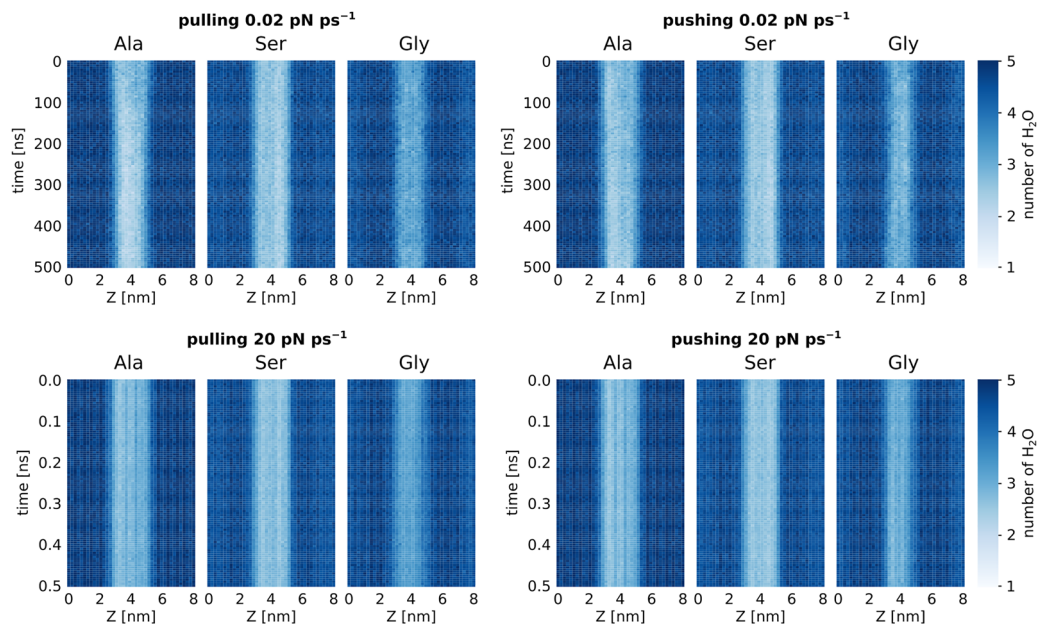 pulling 0.02 pN ps⁻¹
pushing 0.02 pN ps⁻¹
Ala Ser Gly
Ala Ser Gly
0
100
200
300
400
500
time [ns]
0
100
200
300
400
500
time [ns]
5
4
3
2
1
number of H₂O
0 2 4 6 8 0 2 4 6 8 0 2 4 6 8
Z [nm] Z [nm] Z [nm]
0 2 4 6 8 0 2 4 6 8 0 2 4 6 8
Z [nm] Z [nm] Z [nm]
pulling 20 pN ps⁻¹
pushing 20 pN ps⁻¹
Ala Ser Gly
Ala Ser Gly
0.0
0.1
0.2
0.3
0.4
0.5
time [ns]
0.0
0.1
0.2
0.3
0.4
0.5
time [ns]
5
4
3
2
1
number of H₂O
0 2 4 6 8 0 2 4 6 8 0 2 4 6 8
Z [nm] Z [nm] Z [nm]
0 2 4 6 8 0 2 4 6 8 0 2 4 6 8
Z [nm] Z [nm] Z [nm]